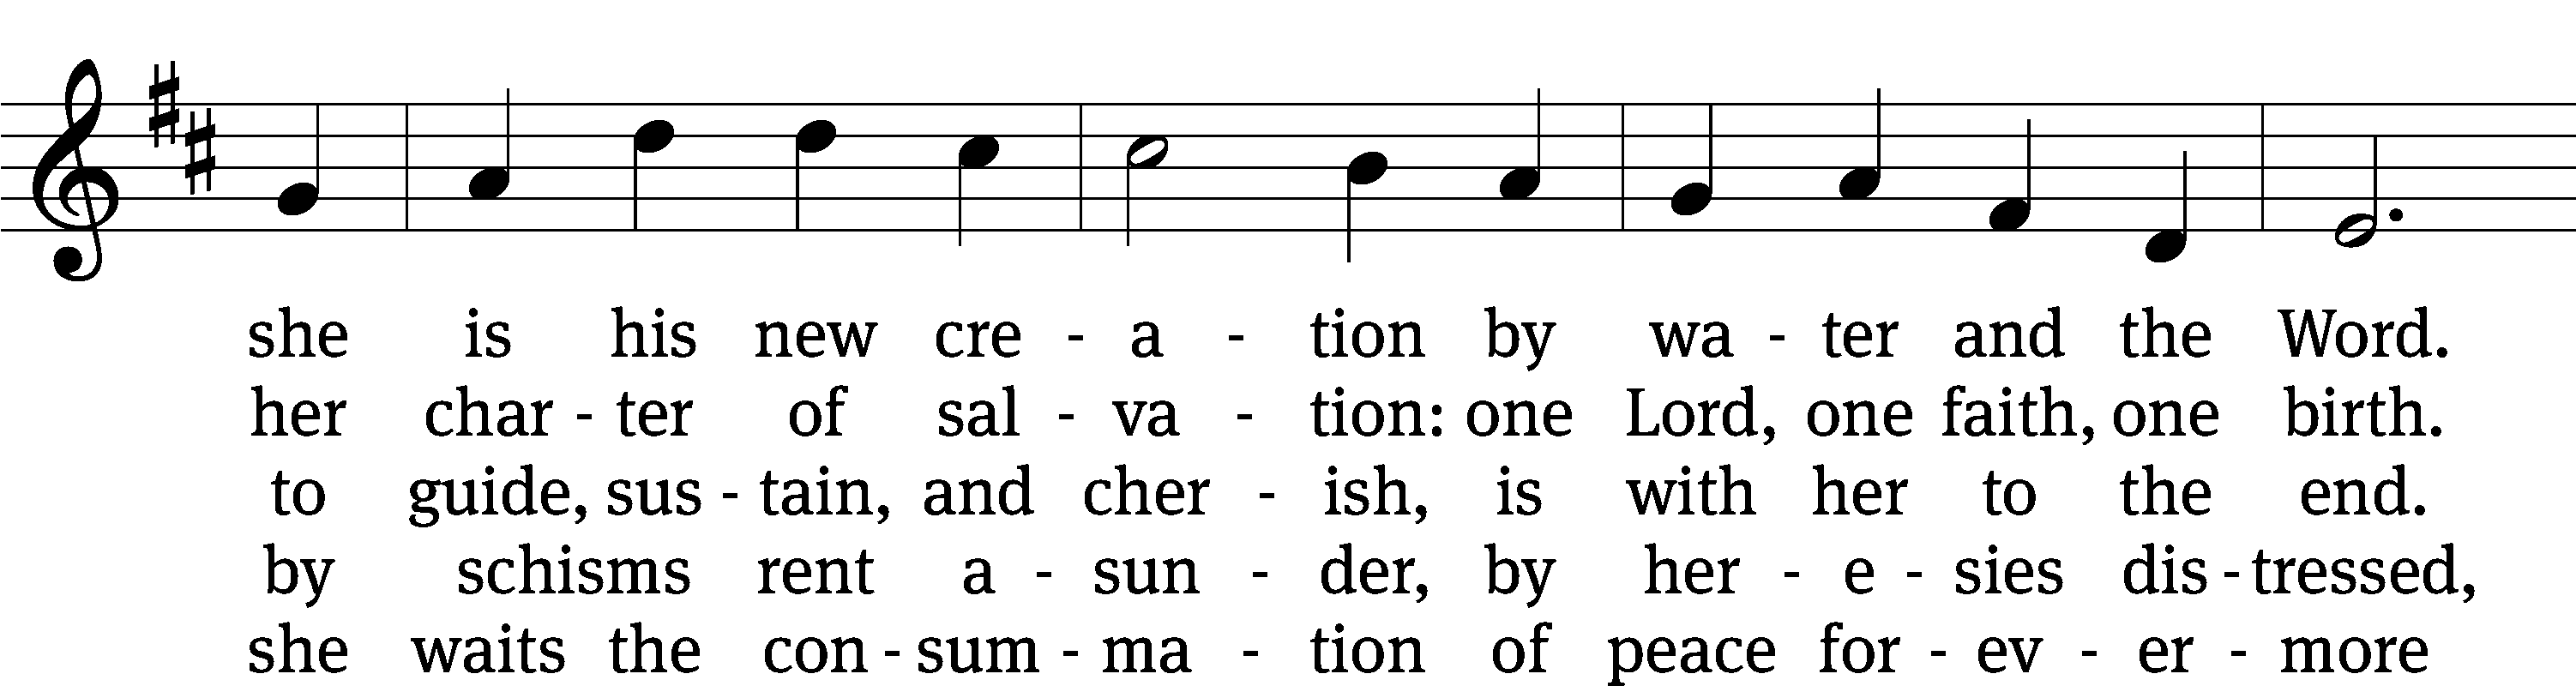 she is his new cre - a - tion by wa - ter and the Word.
her char - ter of sal - va - tion: one Lord, one faith, one birth.
to guide, sus - tain, and cher - ish, is with her to the end.
by schisms rent a - sun - der, by her - e - sies dis - tressed,
she waits the con - sum - ma - tion of peace for - ev - er - more